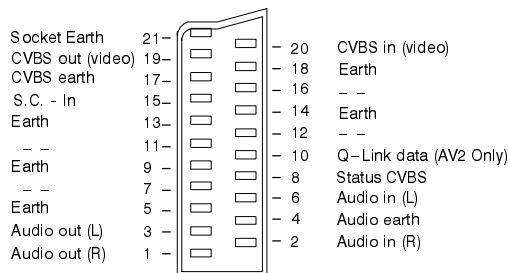 Socket Earth 21 –
CVBS out (video) 19 –
CVBS earth 17 –
S.C. - In 15 –
Earth 13 –
– – 11 –
Earth 9 –
– – 7 –
Earth 5 –
Audio out (L) 3 –
Audio out (R) 1 –
– 20 CVBS in (video)
– 18 Earth
– 16 – –
– 14 Earth
– 12 – –
– 10 Q–Link data (AV2 Only)
– 8 Status CVBS
– 6 Audio in (L)
– 4 Audio earth
– 2 Audio in (R)